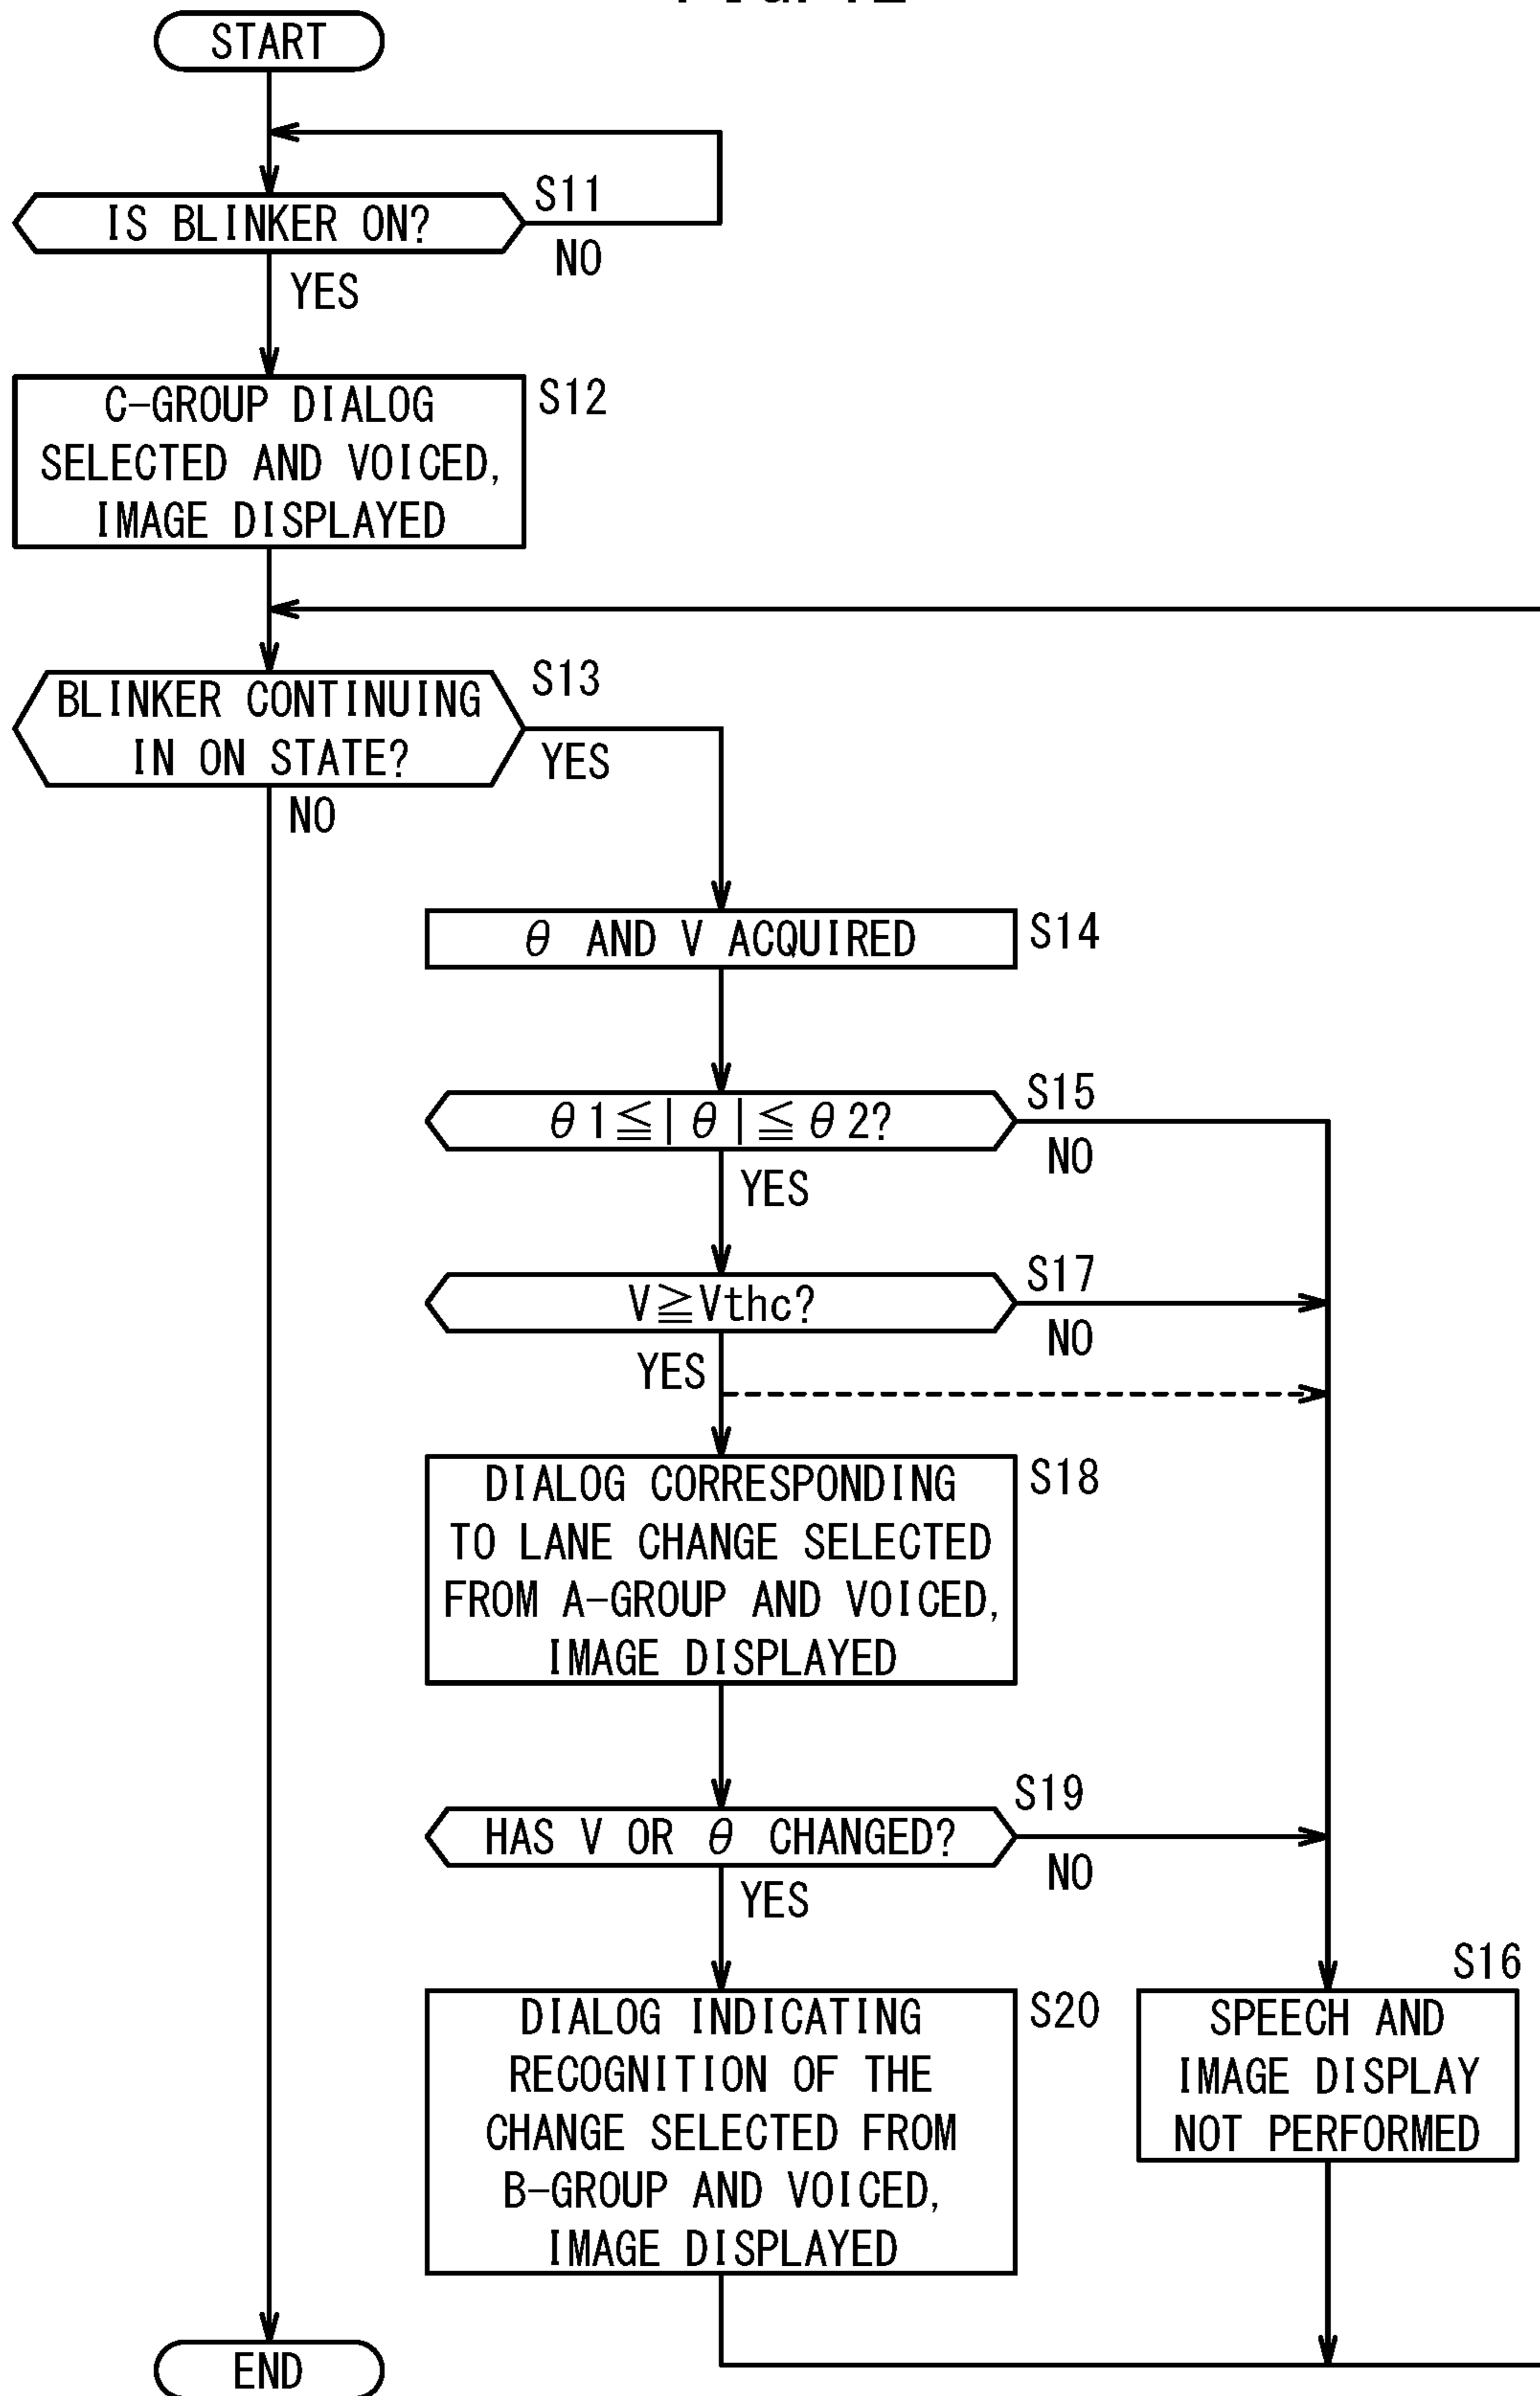 START
S11
IS BLINKER ON?
NO
YES
C-GROUP DIALOG
SELECTED AND VOICED,
IMAGE DISPLAYED
S12
S13
BLINKER CONTINUING
IN ON STATE?
YES
NO
θ AND V ACQUIRED
S14
S15
θ1≦|θ|≦θ2?
NO
YES
S17
V≧Vthc?
NO
YES
DIALOG CORRESPONDING
TO LANE CHANGE SELECTED
FROM A-GROUP AND VOICED,
IMAGE DISPLAYED
S18
S19
HAS V OR θ CHANGED?
NO
YES
DIALOG INDICATING
RECOGNITION OF THE
CHANGE SELECTED FROM
B-GROUP AND VOICED,
IMAGE DISPLAYED
S20
S16
SPEECH AND
IMAGE DISPLAY
NOT PERFORMED
END